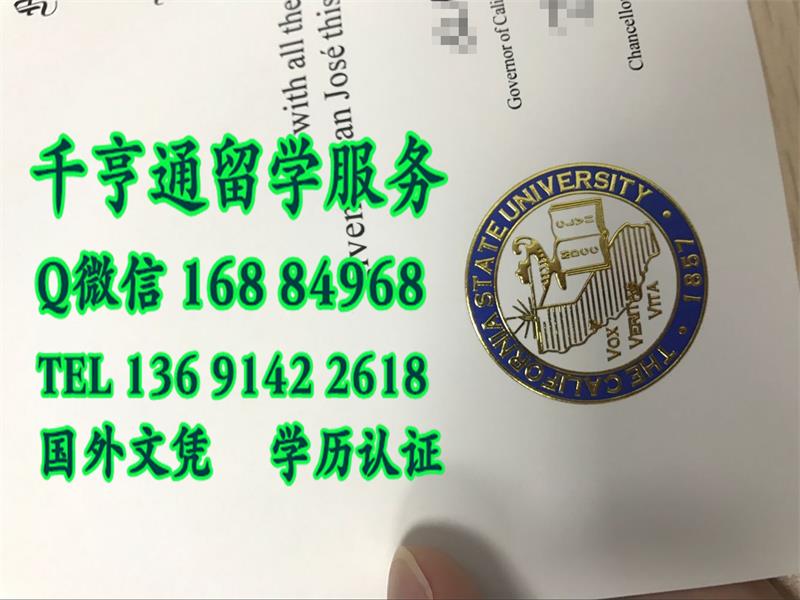 千亨通留学服务
Q微信 168 84968
TEL 136 9142 2618
国外文凭 学历认证
with all the
an José this
Governor of Cali
Chancello
THE CALIFORNIA STATE UNIVERSITY · 1857 ·
VOX
VERITAS
VITA